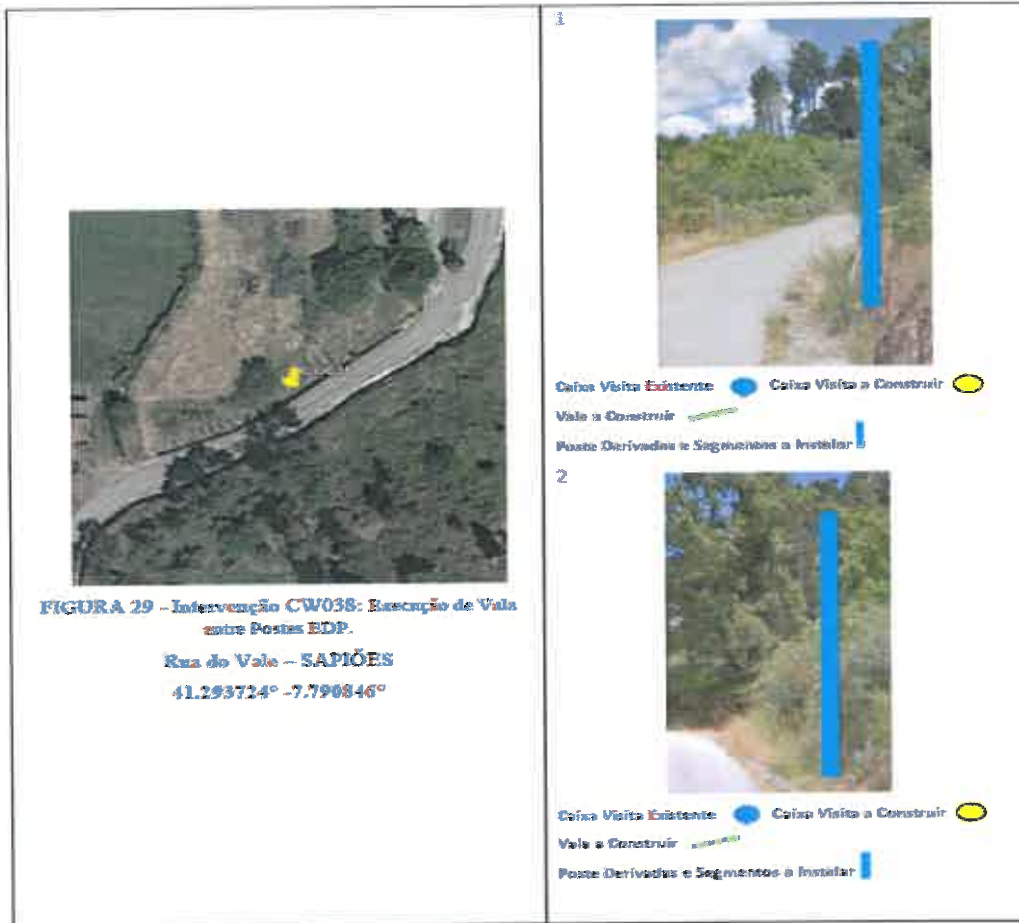 FIGURA 29 – Intervenção CW038: Execução de Vala
entre Postes EDP.
Rua do Vale – SAPIÕES
41.293724° -7.790846°
1
Caixa Visita Existente Caixa Visita a Construir
Vala a Construir
Poste Derivadas e Segmentos a Instalar
2
Caixa Visita Existente Caixa Visita a Construir
Vala a Construir
Poste Derivadas e Segmentos a Instalar